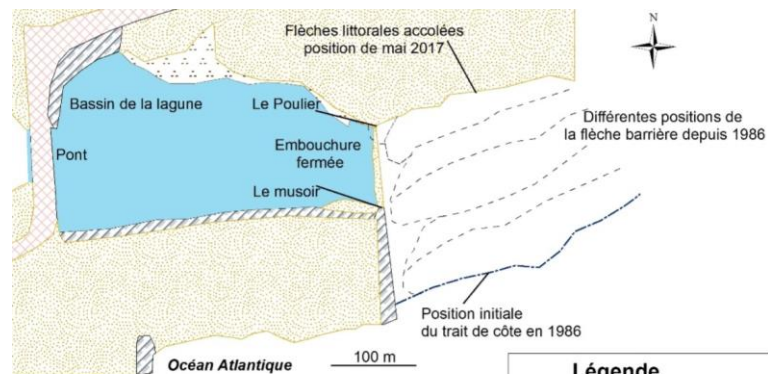 Flèches littorales accolées
position de mai 2017
N
Bassin de la lagune
Le Poulier
Différentes positions de
la flèche barrière depuis 1986
Pont
Embouchure
fermée
Le musoir
Position initiale
du trait de côte en 1986
Océan Atlantique
100 m
Légende